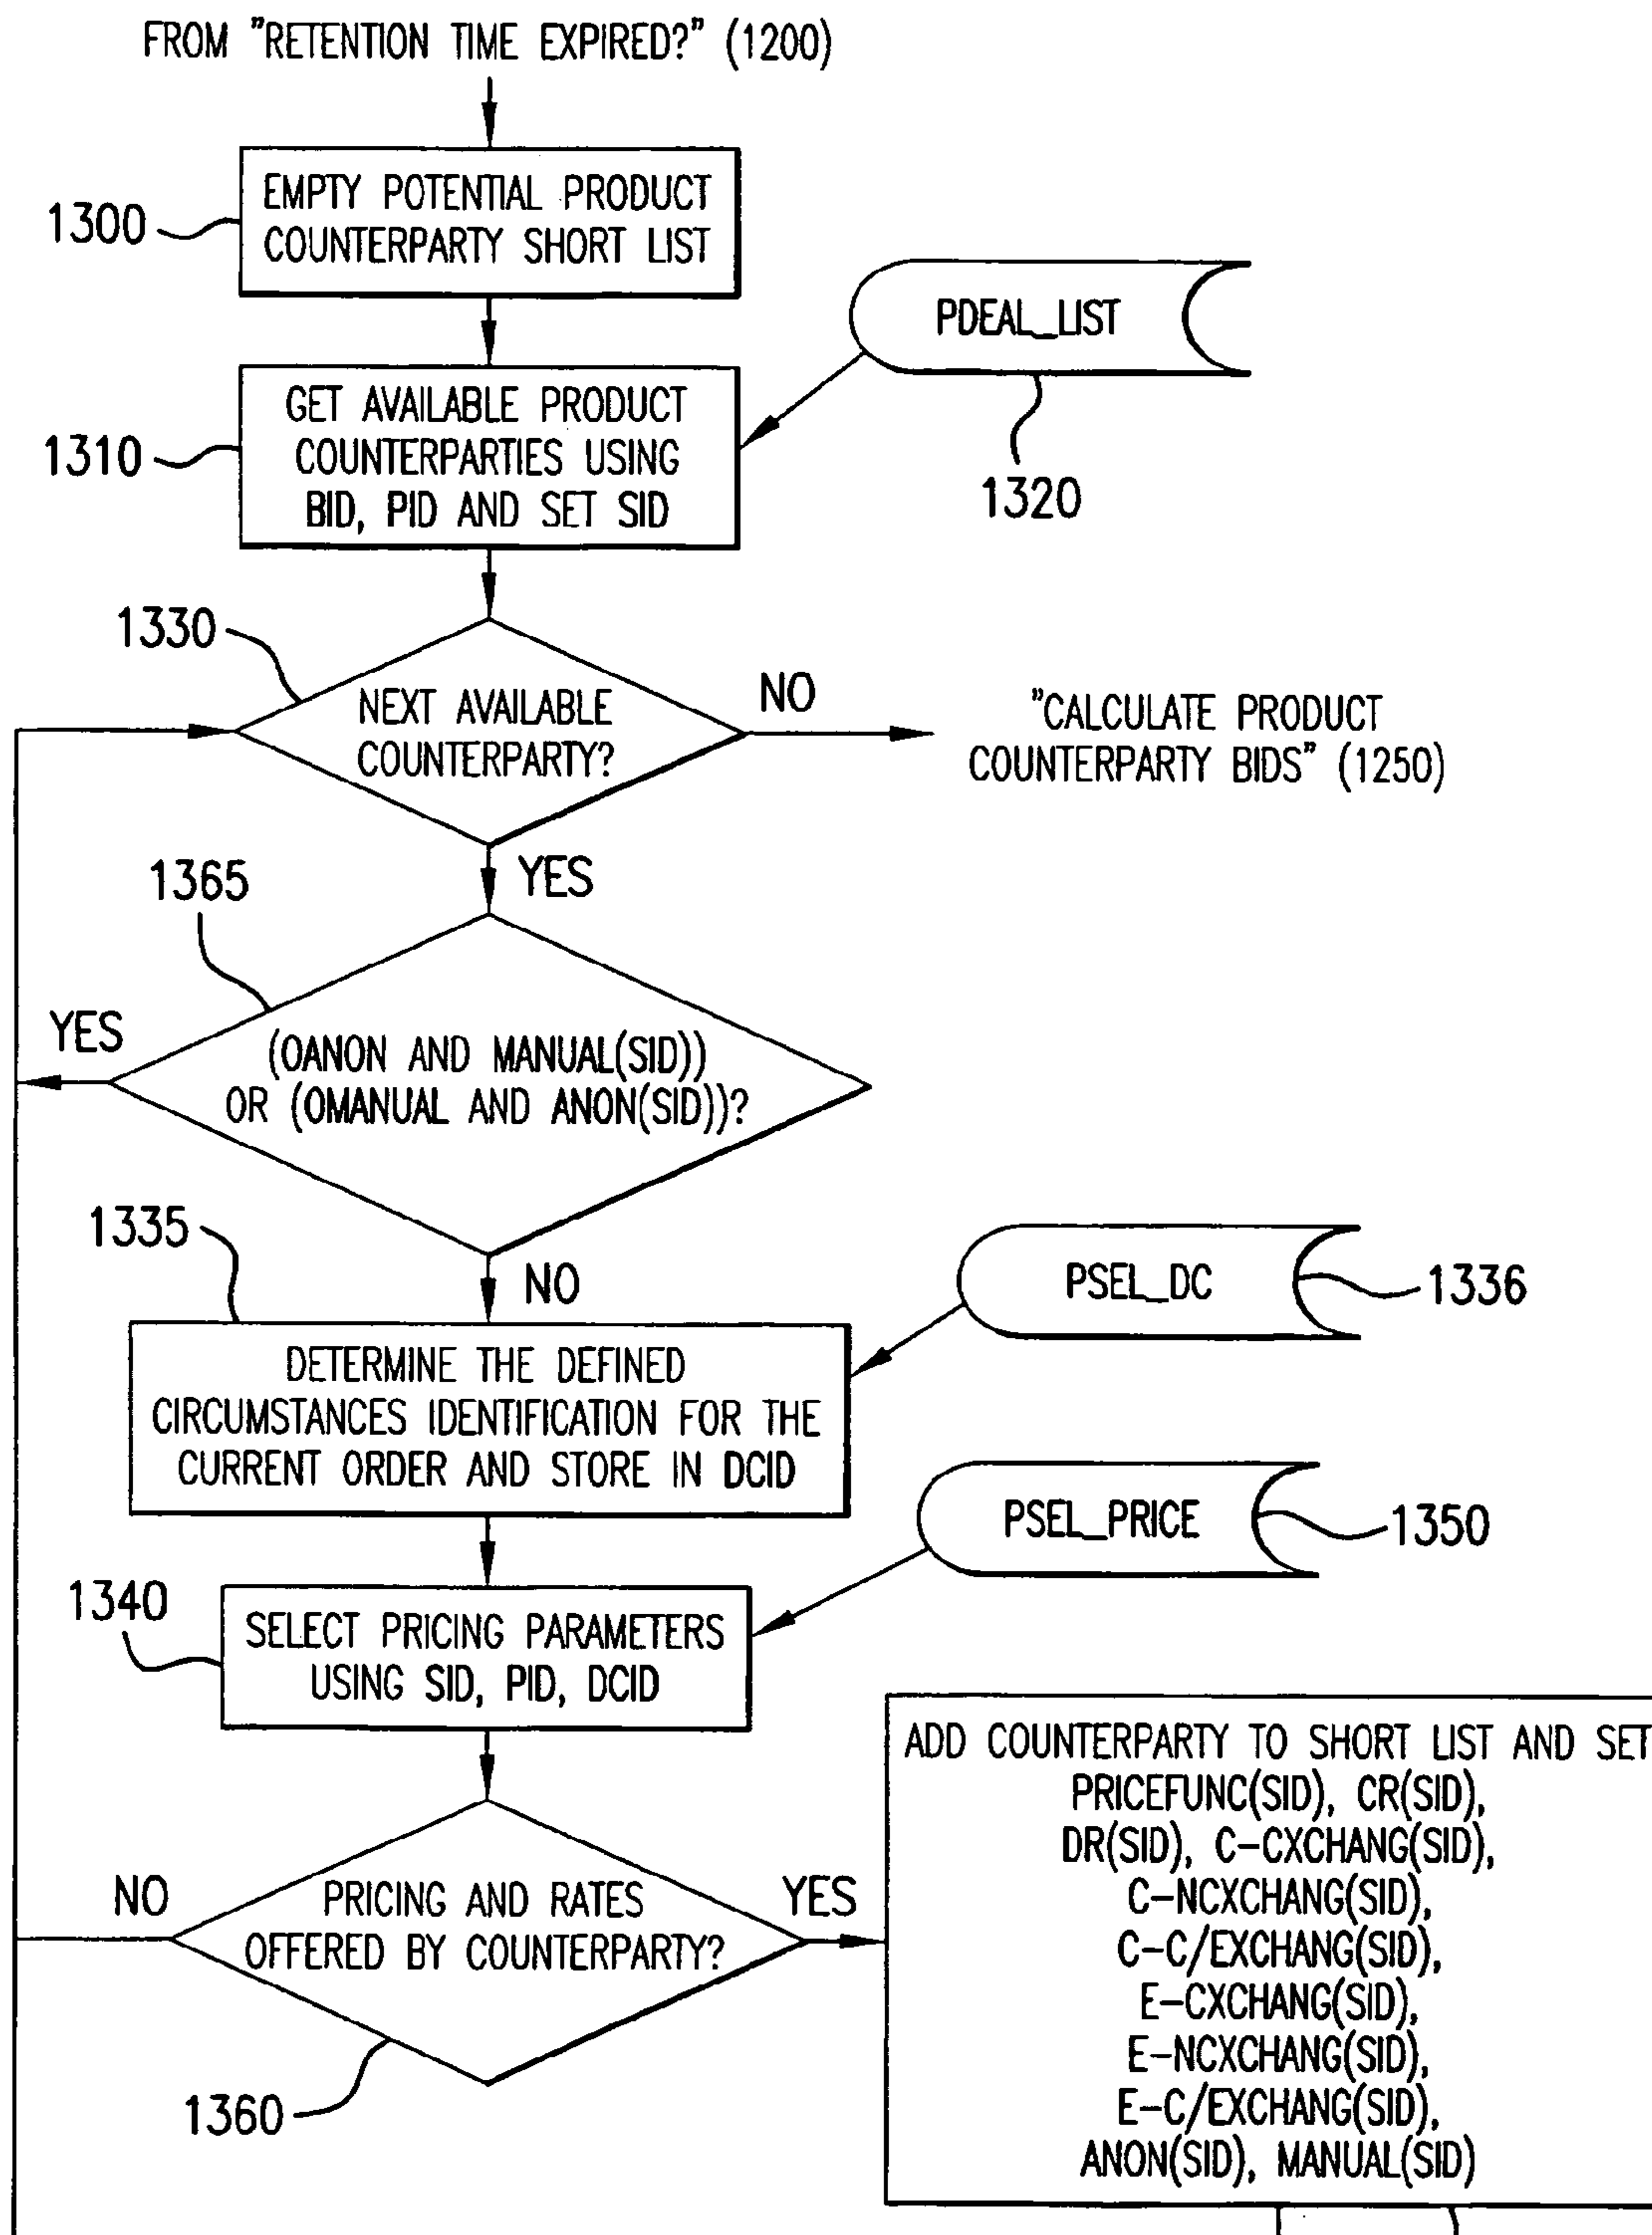 FROM "RETENTION TIME EXPIRED?" (1200)
EMPTY POTENTIAL PRODUCT
COUNTERPARTY SHORT LIST
1300
PDEAL_LIST
1320
GET AVAILABLE PRODUCT
COUNTERPARTIES USING
BID, PID AND SET SID
1310
1330
NEXT AVAILABLE
COUNTERPARTY?
NO
"CALCULATE PRODUCT
COUNTERPARTY BIDS" (1250)
YES
1365
YES
(OANON AND MANUAL(SID))
OR (OMANUAL AND ANON(SID))?
NO
1335
PSEL_DC
1336
DETERMINE THE DEFINED
CIRCUMSTANCES IDENTIFICATION FOR THE
CURRENT ORDER AND STORE IN DCID
PSEL_PRICE
1350
1340
SELECT PRICING PARAMETERS
USING SID, PID, DCID
NO
PRICING AND RATES
OFFERED BY COUNTERPARTY?
YES
1360
ADD COUNTERPARTY TO SHORT LIST AND SET
PRICEFUNC(SID), CR(SID),
DR(SID), C-CXCHANG(SID),
C-NCXCHANG(SID),
C-C/EXCHANG(SID),
E-CXCHANG(SID),
E-NCXCHANG(SID),
E-C/EXCHANG(SID),
ANON(SID), MANUAL(SID)